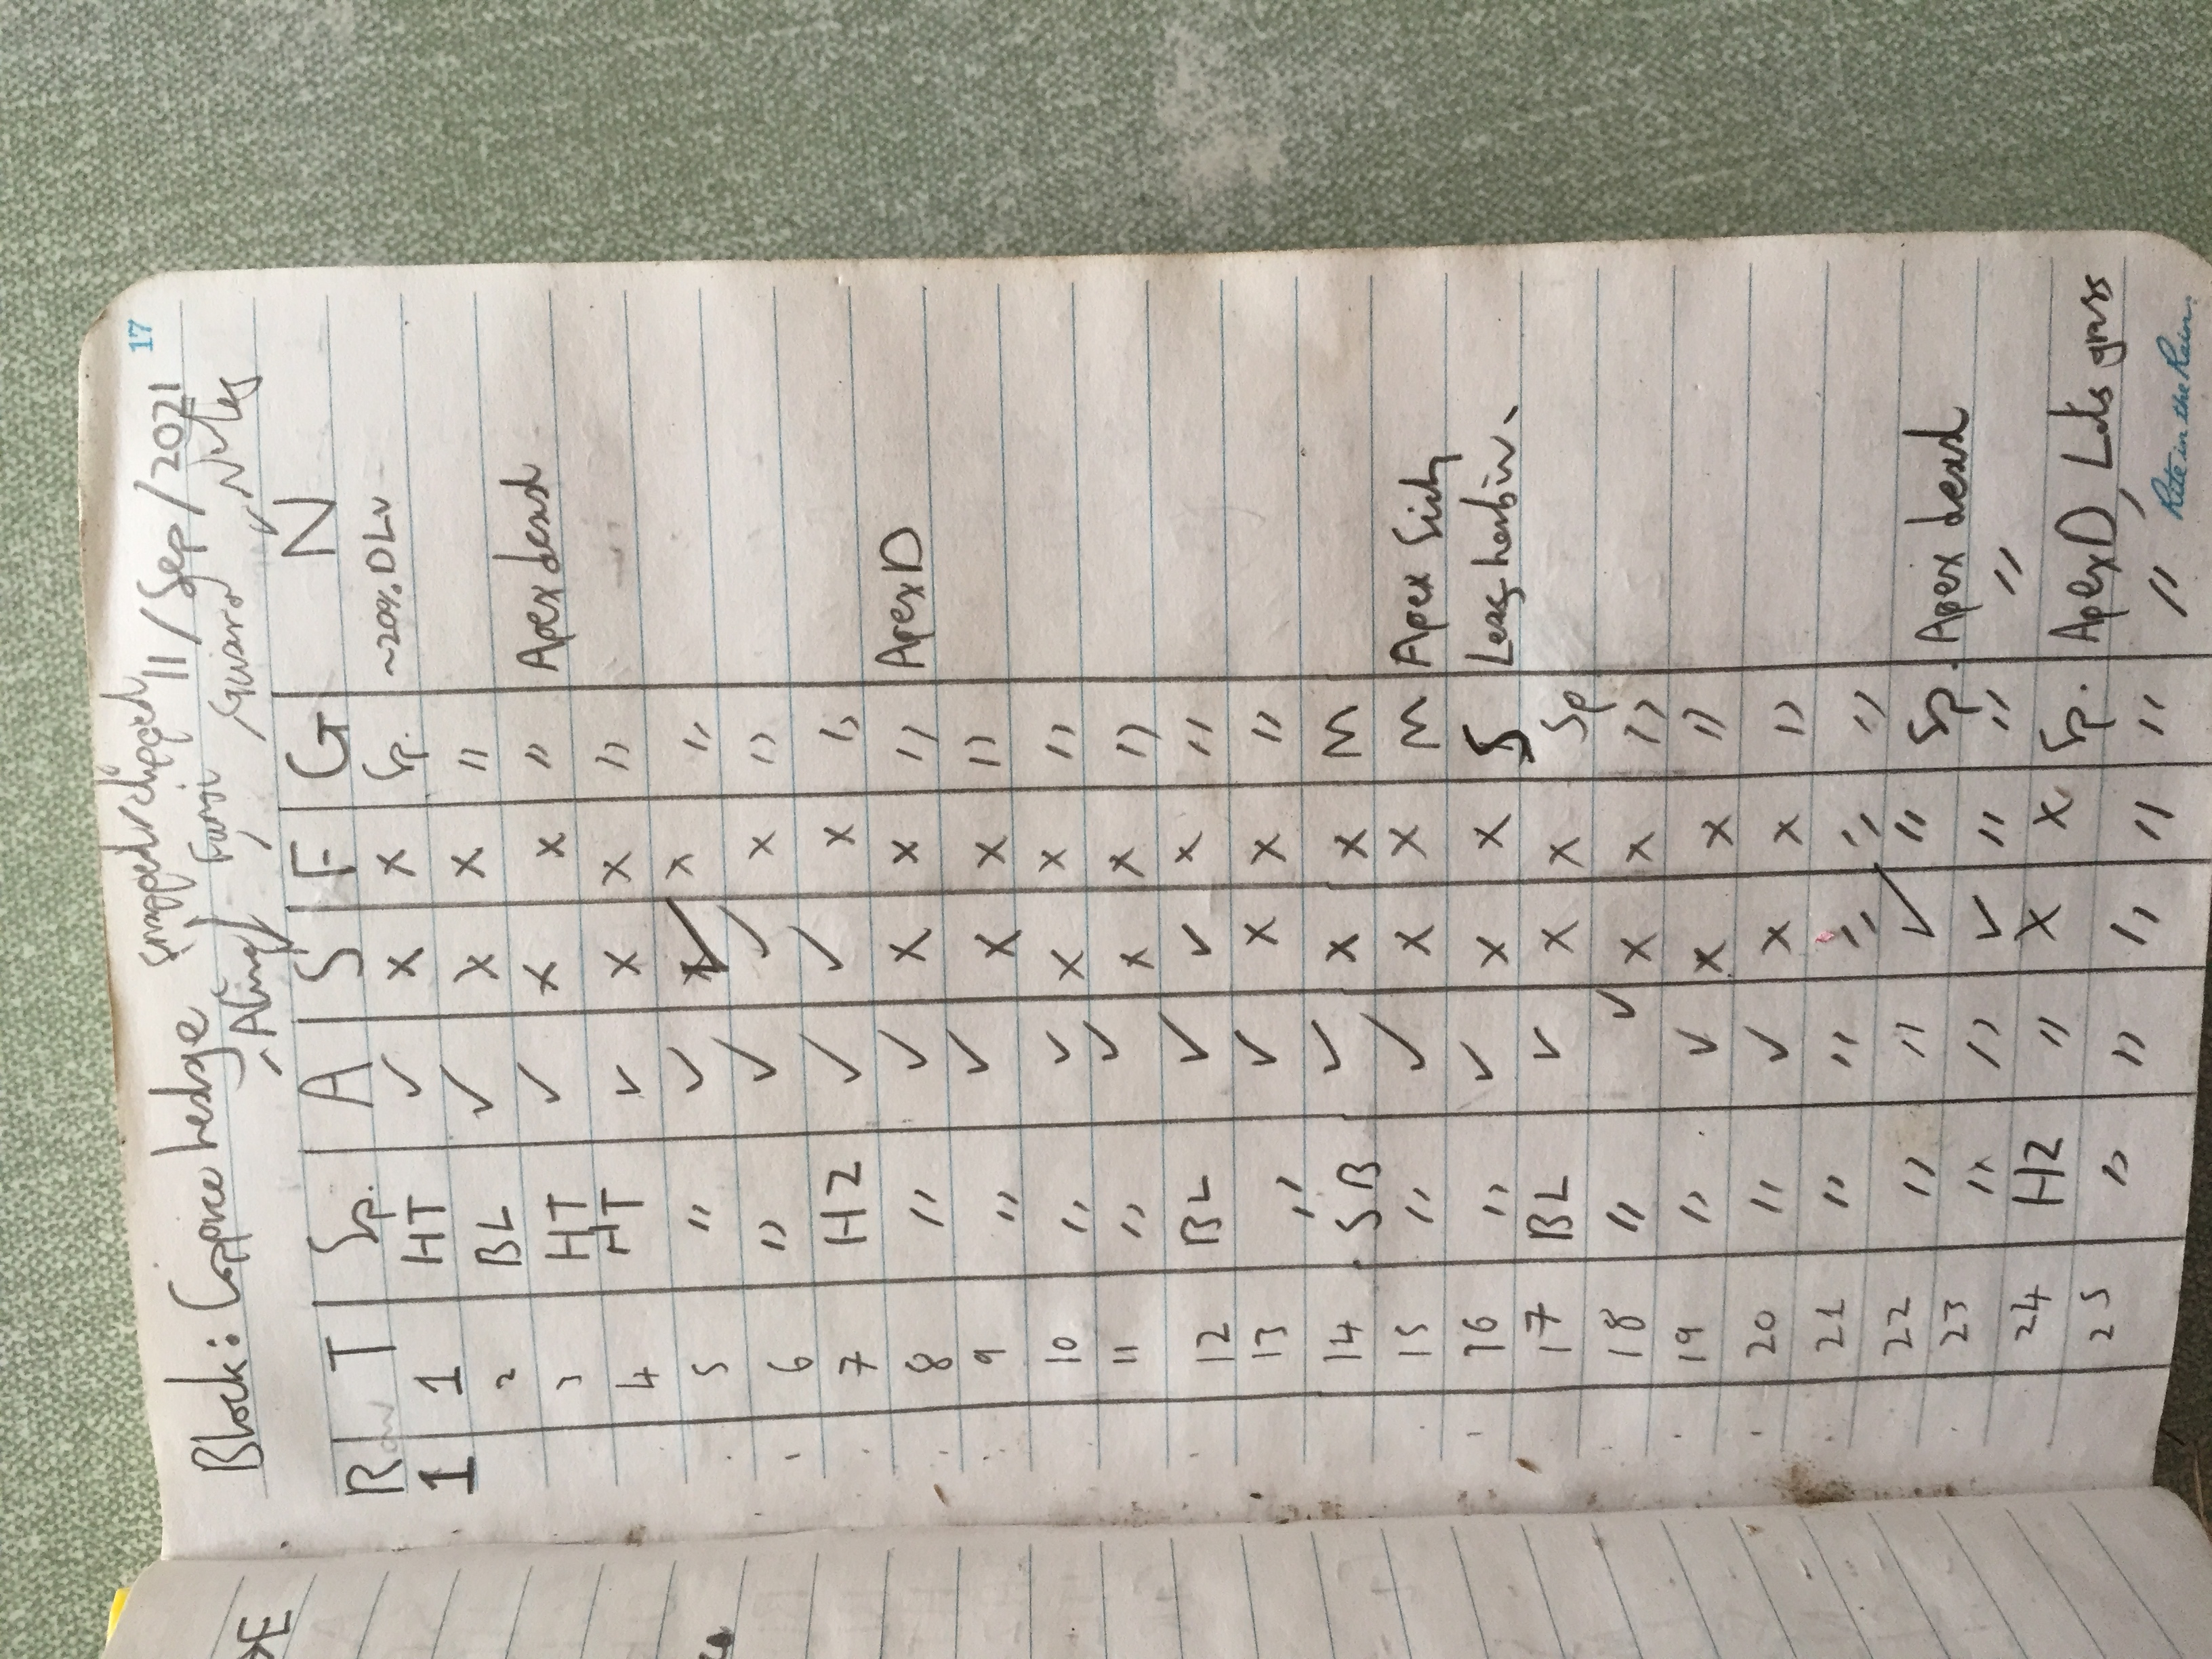 17
snapped/clipped 11/Sep/2021
Block: Coppice hedge
Alive Fungi Guard Notes
R Row T Sp. A S F G N
1 1 HT ✓ X X Sp. ~20% DLv
2 BL ✓ X X "
3 HT ✓ X X " Apex dead
4 HT ✓ X X "
5 " ✓ ✓ X "
6 " ✓ ✓ X "
7 HZ ✓ ✓ X "
8 " ✓ X X " Apex D
9 " ✓ X X "
10 " ✓ X X "
11 " ✓ X X "
12 BL ✓ ✓ X "
13 " ✓ X X "
14 SB ✓ X X M
15 " ✓ X X M Apex
16 " ✓ X X S herbiv.
17 BL ✓ X X Sp
18 " ✓ X X "
19 " ✓ X X "
20 " ✓ X X "
21 " " " " "
22 " " ✓ " Sp. Apex dead
23 " " ✓ " " "
24 HZ " X X Sp. Apex D, Lots grass
25 " " " " " "
Rite in the Rain.
E